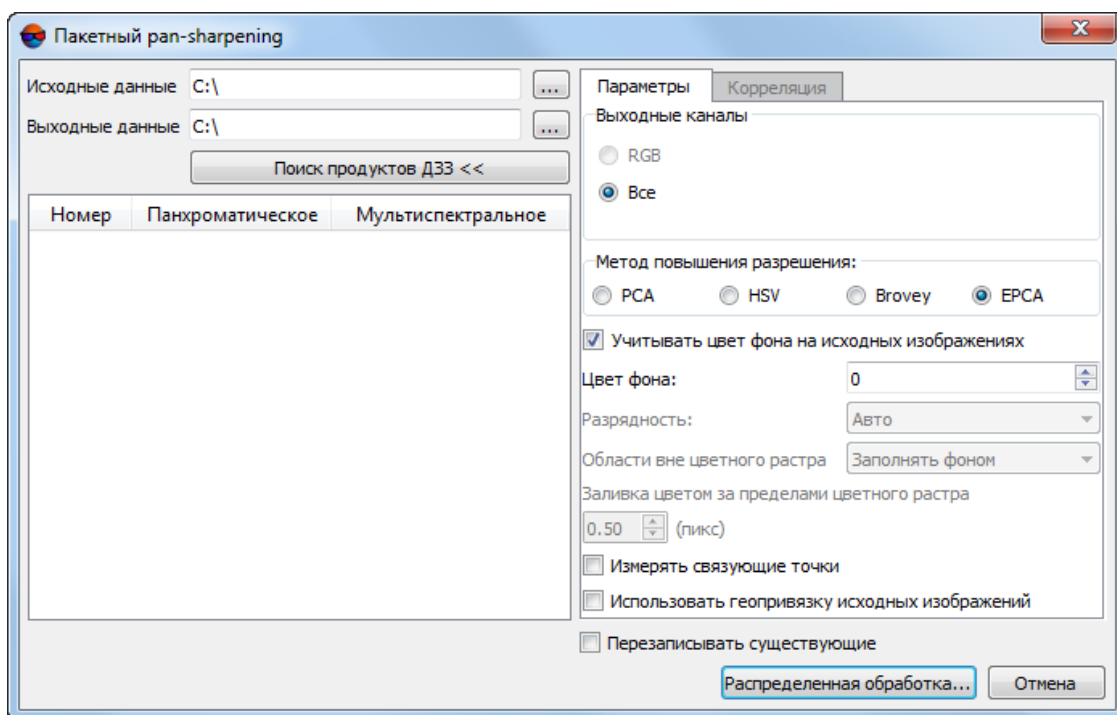 Пакетный pan-sharpening
Исходные данные C:\ ...
Выходные данные C:\ ...
Поиск продуктов ДЗЗ <<
Номер Панхроматическое Мультиспектральное
Параметры Корреляция
Выходные каналы
RGB
Все
Метод повышения разрешения:
PCA HSV Brovey EPCA
Учитывать цвет фона на исходных изображениях
Цвет фона: 0
Разрядность: Авто
Области вне цветного растра Заполнять фоном
Заливка цветом за пределами цветного растра
0.50 (пикс)
Измерять связующие точки
Использовать геопривязку исходных изображений
Перезаписывать существующие
Распределенная обработка... Отмена